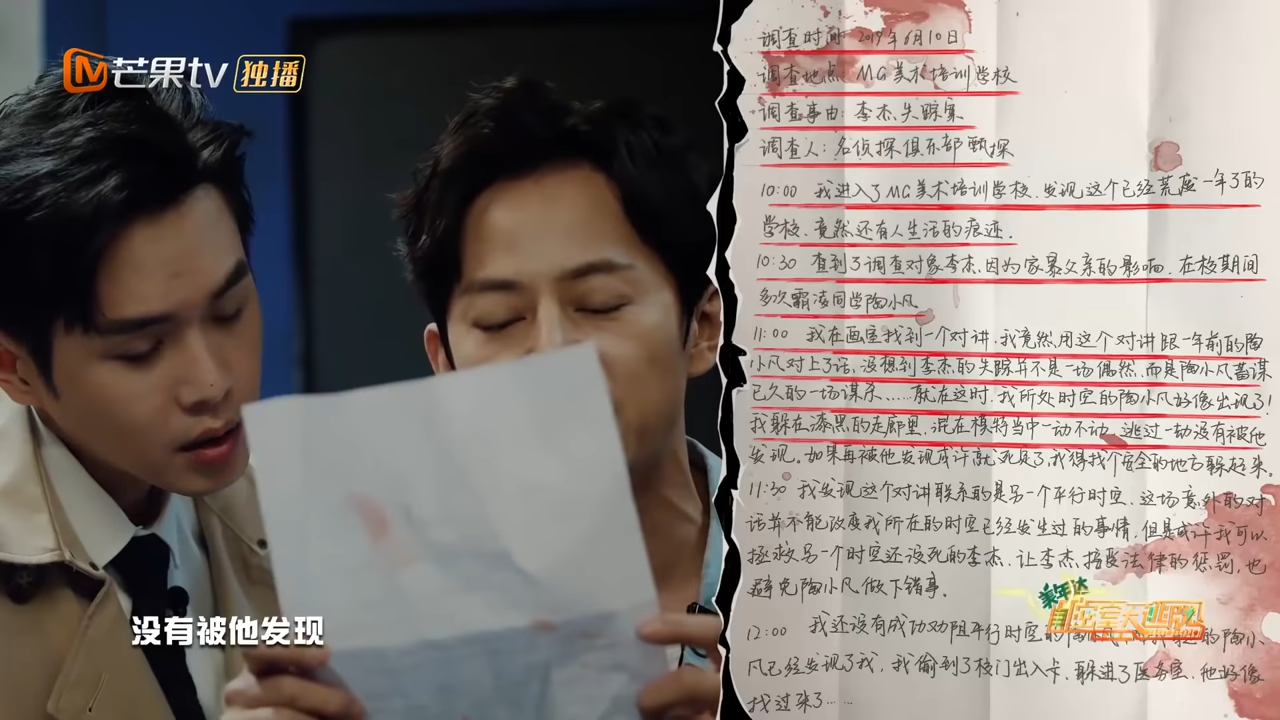 芒果tv 独播
没有被他发现
调查时间：2019年6月10日
调查地点：MG美术培训学校
调查事由：李杰失踪案
调查人：名侦探俱乐部 甄探
10:00 我进入了MG美术培训学校，发现这个已经荒废一年了的
学校，竟然还有人生活的痕迹。
10:30 查到了调查对象李杰，因为家暴父亲的影响，在校期间
多次霸凌同学陶小凡
11:00 我在画室找到一个对讲，我竟然用这个对讲跟一年前的陶
小凡对上了话，没想到李杰的失踪并不是一场偶然，而是陶小凡蓄谋
已久的一场谋杀……就在这时，我所处时空的陶小凡好像出现了！
我躲在漆黑的走廊里，混在模特当中一动不动，逃过一劫没有被他
发现。如果再被他发现或许就死定了，我得找个安全的地方躲起来。
11:30 我发现这个对讲联系的是另一个平行时空，这场意外的对
话并不能改变我所在的时空已经发生过的事情，但是或许我可以
拯救另一个时空还没死的李杰，让李杰接受法律的惩罚，也
避免陶小凡做下错事。
密室大逃脱
12:00 我还没有成功劝阻平行时空的陶小凡，的陶小
凡已经发现了我，我偷到了校门出入卡，躲进了医务室，他好像
找过来了……